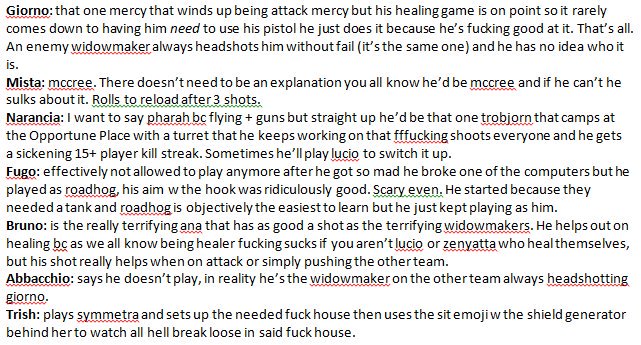 Giorno: that one mercy that winds up being attack mercy but his healing game is on point so it rarely
comes down to having him need to use his pistol he just does it because he's fucking good at it. That's all.
An enemy widowmaker always headshots him without fail (it's the same one) and he has no idea who it
is.
Mista: mccree. There doesn't need to be an explanation you all know he'd be mccree and if he can't he
sulks about it. Rolls to reload after 3 shots.
Narancia: I want to say pharah bc flying + guns but straight up he'd be that one trobjorn that camps at
the Opportune Place with a turret that he keeps working on that fffucking shoots everyone and he gets
a sickening 15+ player kill streak. Sometimes he'll play lucio to switch it up.
Fugo: effectively not allowed to play anymore after he got so mad he broke one of the computers but he
played as roadhog, his aim w the hook was ridiculously good. Scary even. He started because they
needed a tank and roadhog is objectively the easiest to learn but he just kept playing as him.
Bruno: is the really terrifying ana that has as good a shot as the terrifying widowmakers. He helps out on
healing bc as we all know being healer fucking sucks if you aren't lucio or zenyatta who heal themselves,
but his shot really helps when on attack or simply pushing the other team.
Abbacchio: says he doesn't play, in reality he's the widowmaker on the other team always headshotting
giorno.
Trish: plays symmetra and sets up the needed fuck house then uses the sit emoji w the shield generator
behind her to watch all hell break loose in said fuck house.